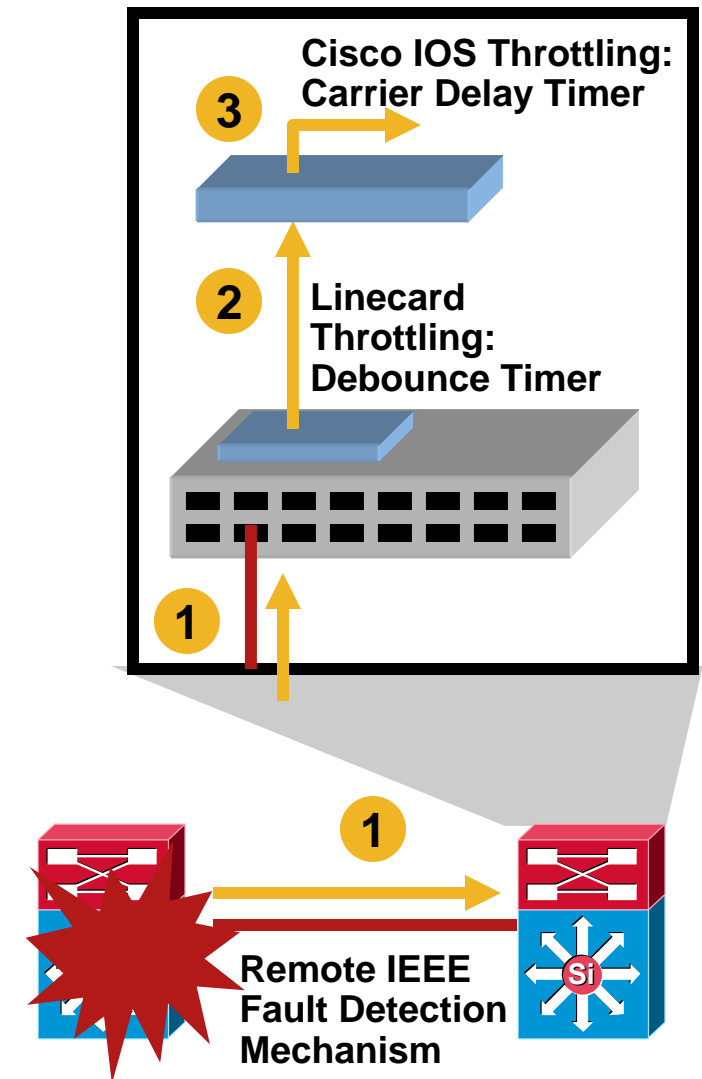 Cisco IOS Throttling:
Carrier Delay Timer
3
2
Linecard
Throttling:
Debounce Timer
1
1
Remote IEEE
Fault Detection
Mechanism
Si